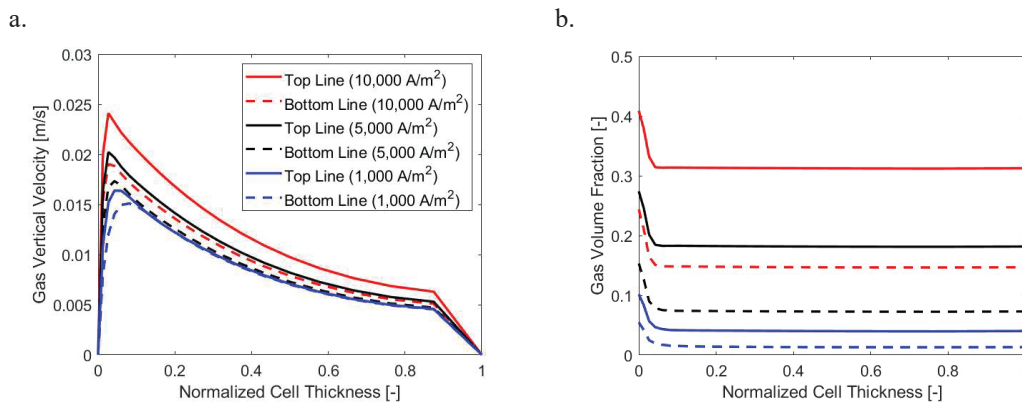 a.
b.
0.03
0.025
0.02
0.015
0.01
0.005
0
Gas Vertical Velocity [m/s]
Top Line (10,000 A/m²)
Bottom Line (10,000 A/m²)
Top Line (5,000 A/m²)
Bottom Line (5,000 A/m²)
Top Line (1,000 A/m²)
Bottom Line (1,000 A/m²)
0 0.2 0.4 0.6 0.8 1
Normalized Cell Thickness [-]
0.5
0.4
0.3
0.2
0.1
0
Gas Volume Fraction [-]
0 0.2 0.4 0.6 0.8
Normalized Cell Thickness [-]